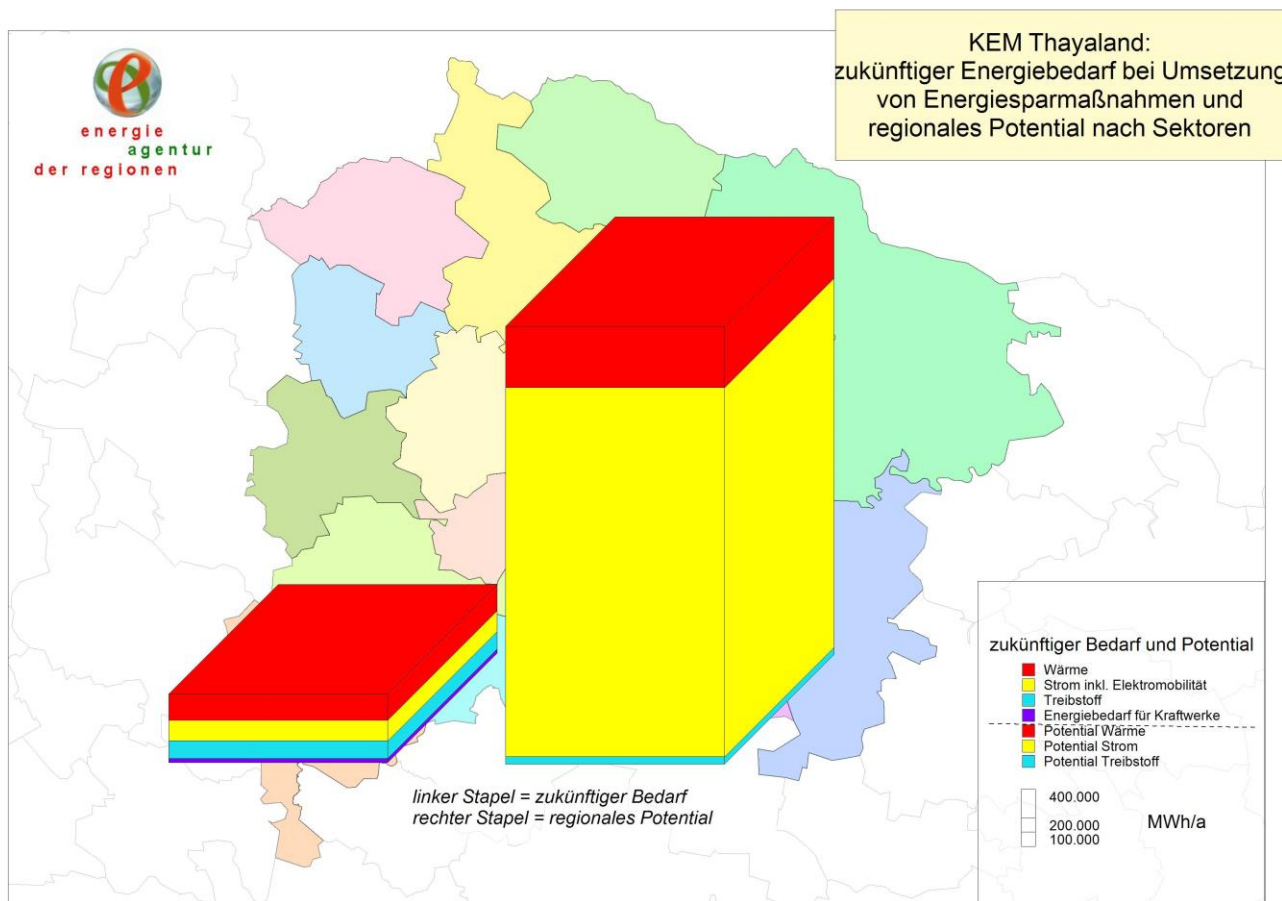 energie
agentur
der regionen
KEM Thayaland:
zukünftiger Energiebedarf bei Umsetzung
von Energiesparmaßnahmen und
regionales Potential nach Sektoren
zukünftiger Bedarf und Potential
Wärme
Strom inkl. Elektromobilität
Treibstoff
Energiebedarf für Kraftwerke
Potential Wärme
Potential Strom
Potential Treibstoff
linker Stapel = zukünftiger Bedarf
rechter Stapel = regionales Potential
400.000
200.000
100.000
MWh/a